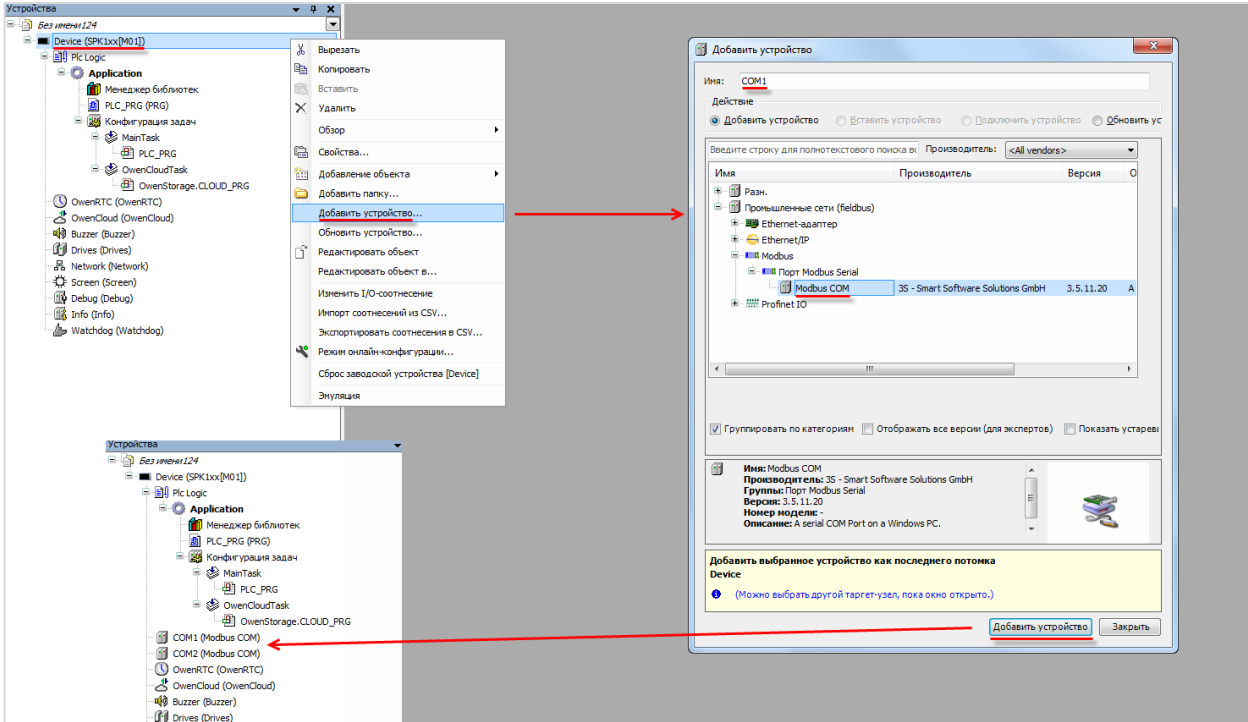 Устройства
Без имени124
Device (SPK1xx[M01])
Plc Logic
Application
Менеджер библиотек
PLC_PRG (PRG)
Конфигурация задач
MainTask
PLC_PRG
OwenCloudTask
OwenStorage.CLOUD_PRG
OwenRTC (OwenRTC)
OwenCloud (OwenCloud)
Buzzer (Buzzer)
Drives (Drives)
Network (Network)
Screen (Screen)
Debug (Debug)
Info (Info)
Watchdog (Watchdog)
Вырезать
Копировать
Вставить
Удалить
Обзор
Свойства...
Добавление объекта
Добавить папку...
Добавить устройство...
Обновить устройство...
Редактировать объект
Редактировать объект в...
Изменить I/O-соотнесение
Импорт соотнесений из CSV...
Экспортировать соотнесения в CSV...
Режим онлайн-конфигурации...
Сброс заводской устройства [Device]
Эмуляция
Добавить устройство
Имя: COM1
Действие
Добавить устройство Вставить устройство Подключить устройство Обновить ус
Введите строку для полнотекстового поиска во Производитель: <All vendors>
Имя Производитель Версия О
Разн.
Промышленные сети (fieldbus)
Ethernet-адаптер
Ethernet/IP
Modbus
Порт Modbus Serial
Modbus COM 3S - Smart Software Solutions GmbH 3.5.11.20 A
Profinet IO
Группировать по категориям Отображать все версии (для экспертов) Показать устареви
Имя: Modbus COM
Производитель: 3S - Smart Software Solutions GmbH
Группы: Порт Modbus Serial
Версия: 3.5.11.20
Номер модели: -
Описание: A serial COM Port on a Windows PC.
Добавить выбранное устройство как последнего потомка
Device
(Можно выбрать другой таргет-узел, пока окно открыто.)
Добавить устройство Закрыть
Устройства
Без имени124
Device (SPK1xx[M01])
Plc Logic
Application
Менеджер библиотек
PLC_PRG (PRG)
Конфигурация задач
MainTask
PLC_PRG
OwenCloudTask
OwenStorage.CLOUD_PRG
COM1 (Modbus COM)
COM2 (Modbus COM)
OwenRTC (OwenRTC)
OwenCloud (OwenCloud)
Buzzer (Buzzer)
Drives (Drives)